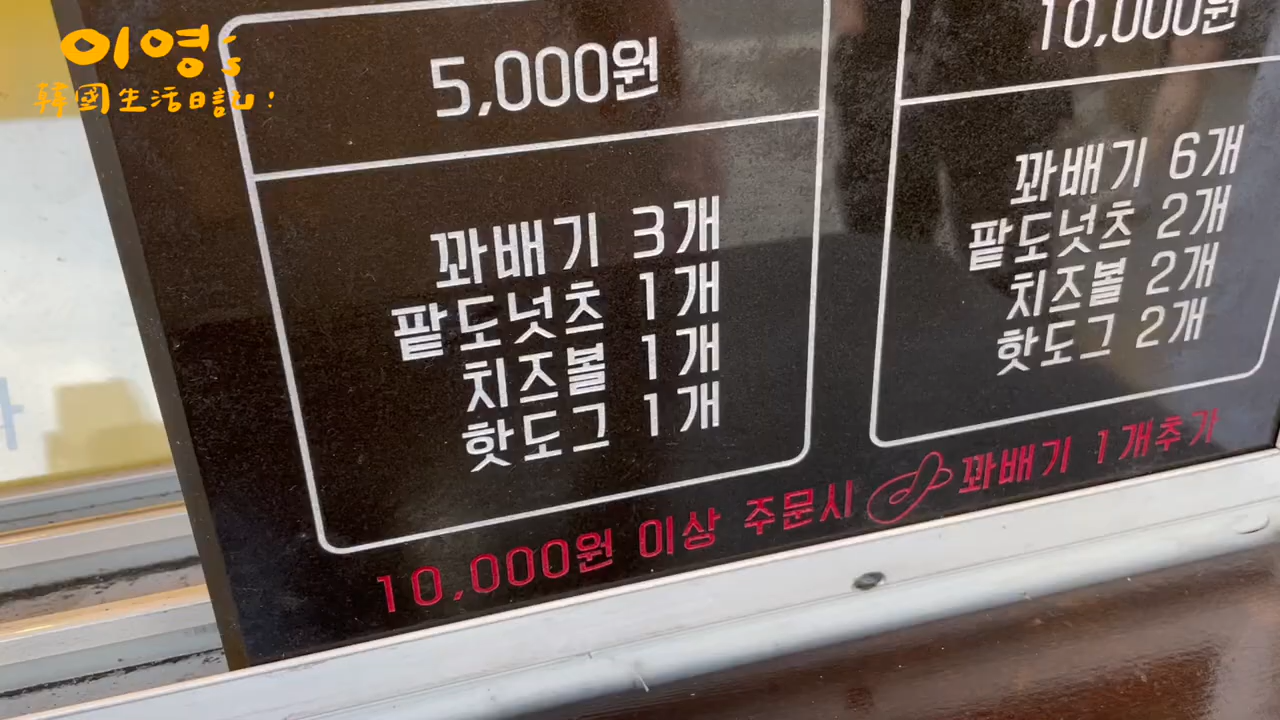 이영's
韓國生活日記!
5,000원
꽈배기 3개
팥도넛츠 1개
치즈볼 1개
핫도그 1개
10,000원
꽈배기 6개
팥도넛츠 2개
치즈볼 2개
핫도그 2개
10,000원 이상 주문시 꽈배기 1개추가